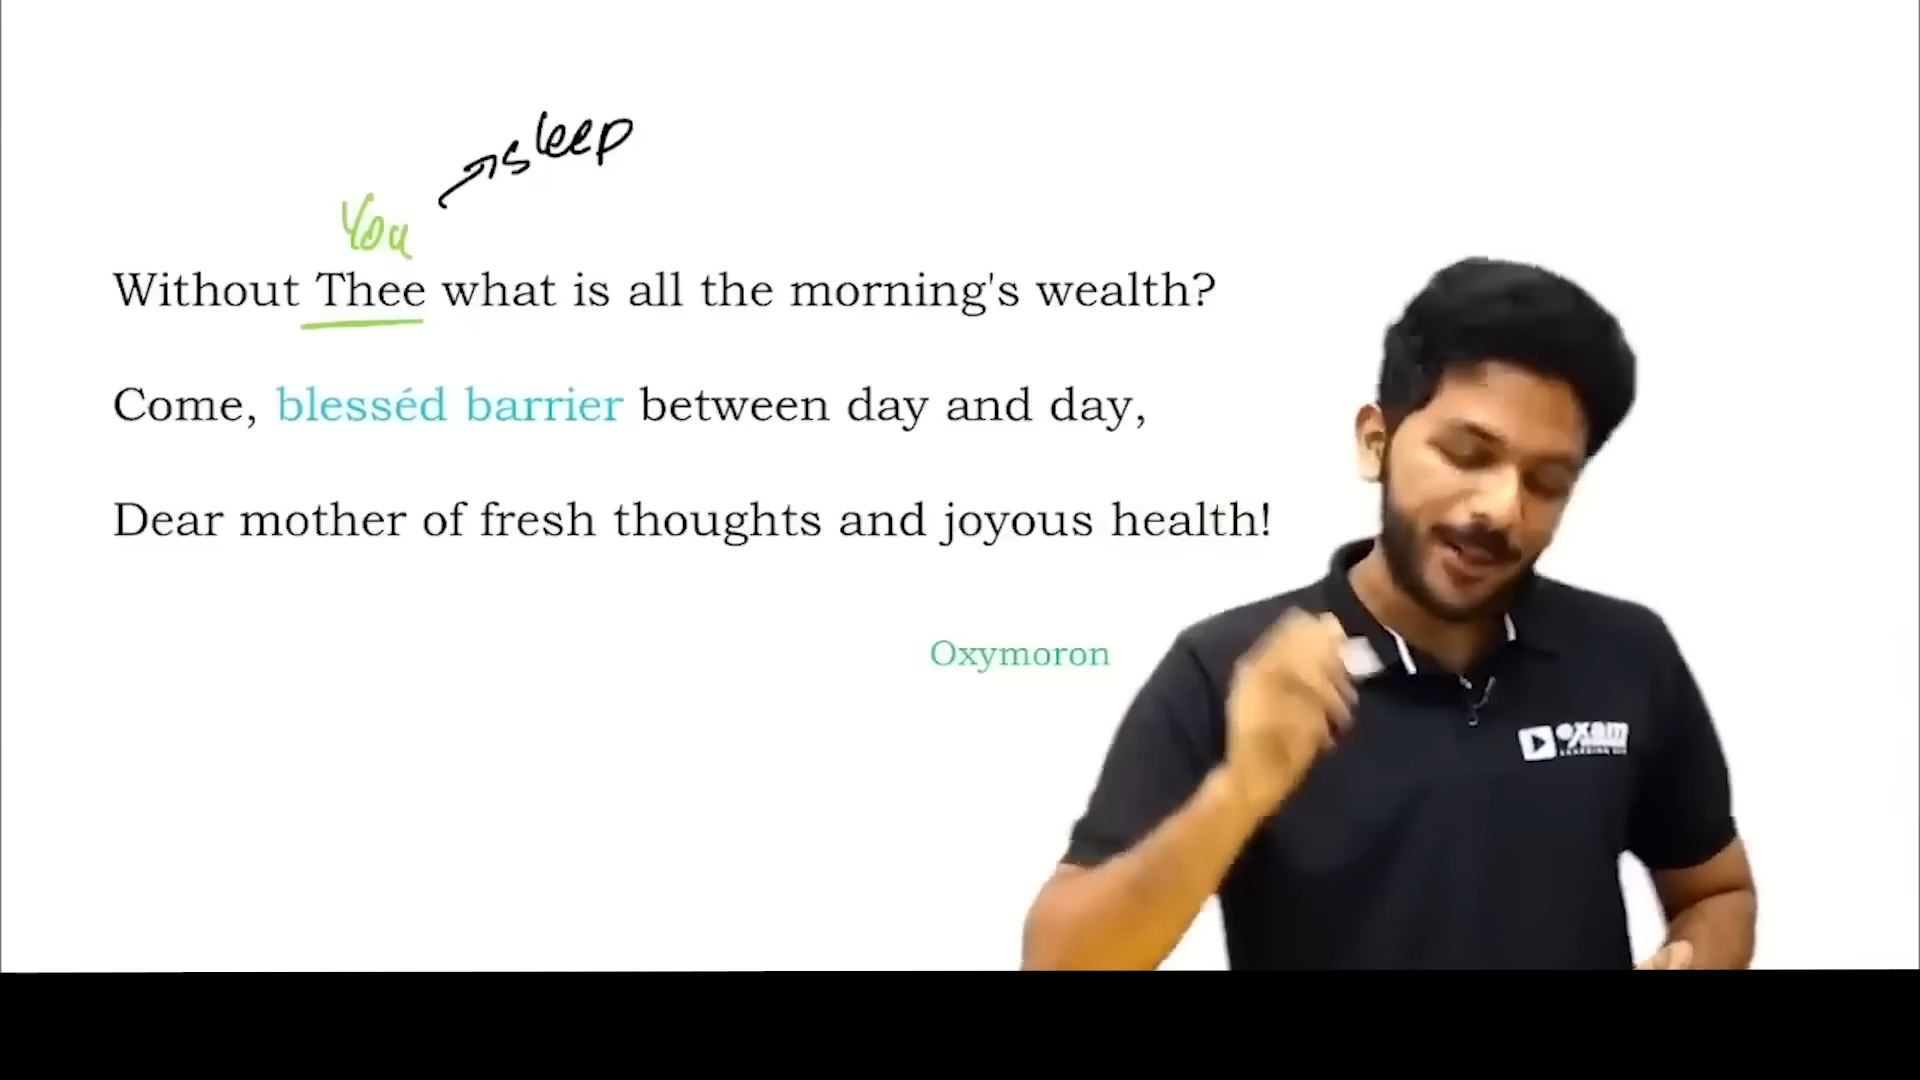 sleep
You
Without Thee what is all the morning's wealth?
Come, blesséd barrier between day and day,
Dear mother of fresh thoughts and joyous health!
Oxymoron
exam